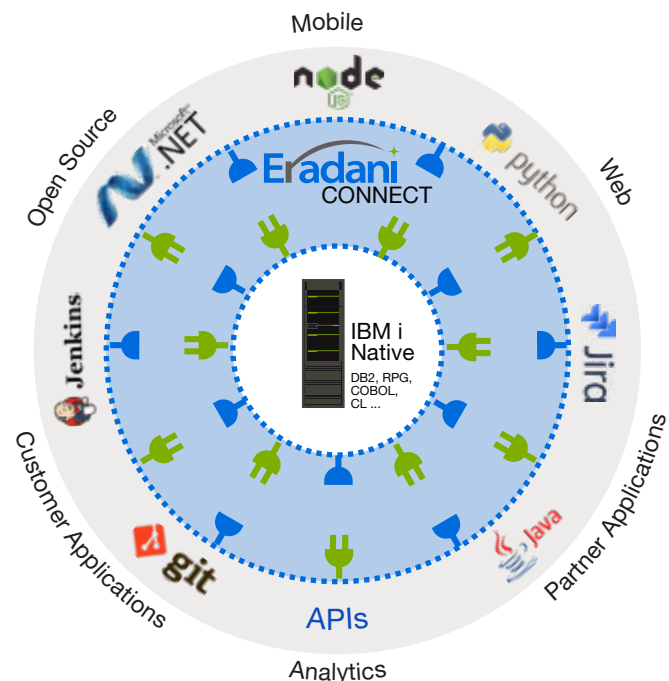 Mobile
node
JS
Microsoft
.NET
Open Source
Eradani
CONNECT
python
Web
Jenkins
IBM i
Native
DB2, RPG,
COBOL,
CL ...
Jira
Customer Applications
git
Java
Partner Applications
APIs
Analytics